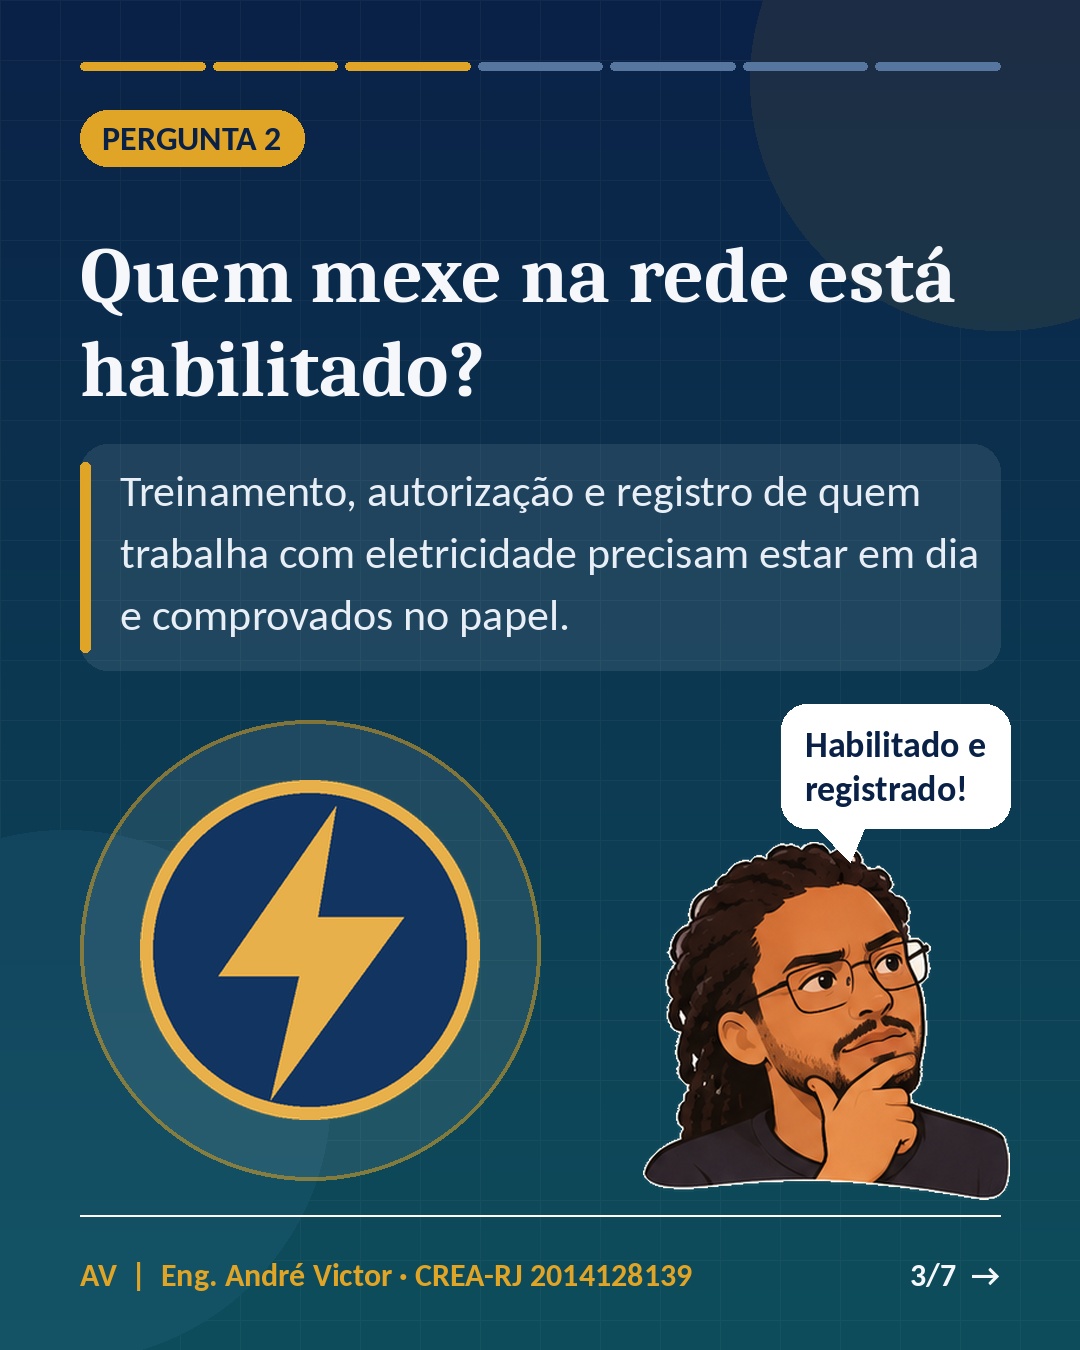 PERGUNTA 2
Quem mexe na rede está
habilitado?
Treinamento, autorização e registro de quem
trabalha com eletricidade precisam estar em dia
e comprovados no papel.
Habilitado e
registrado!
AV | Eng. André Victor · CREA-RJ 2014128139
3/7 →